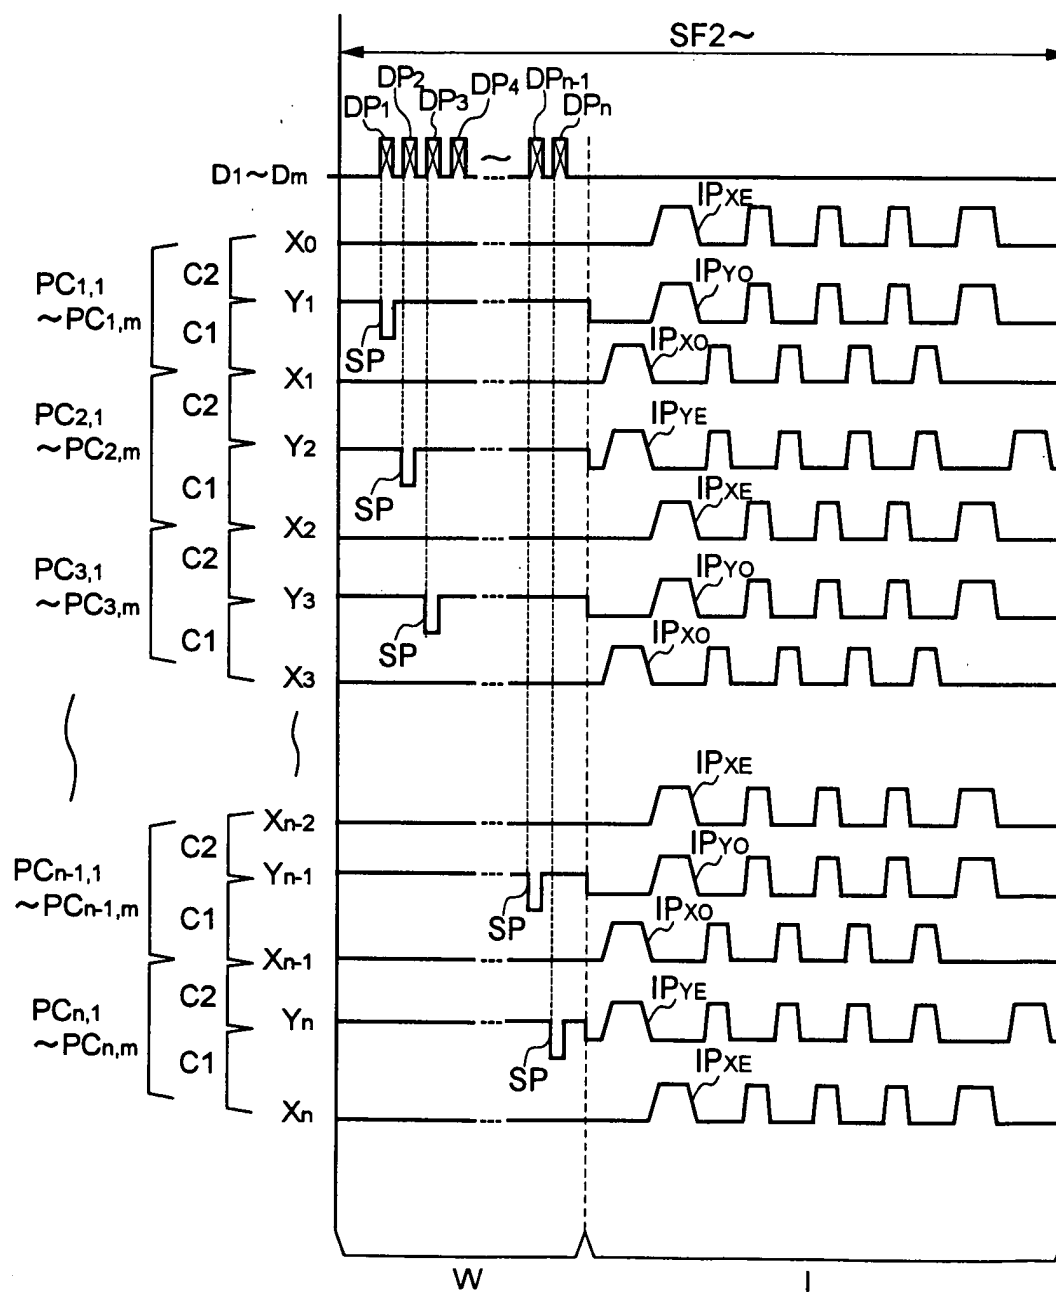 SF2～
DP1 DP2 DP3 DP4 ～ DPn-1 DPn
D1～Dm
X0 IPXE
PC1,1 ～PC1,m C2 C1
Y1 SP IPYO
X1 IPXO
PC2,1 ～PC2,m C2 C1
Y2 SP IPYE
X2 IPXE
PC3,1 ～PC3,m C2 C1
Y3 SP IPYO
X3 IPXO
Xn-2 IPXE
PCn-1,1 ～PCn-1,m C2 C1
Yn-1 SP IPYO
Xn-1 IPXO
PCn,1 ～PCn,m C2 C1
Yn SP IPYE
Xn IPXE
W I